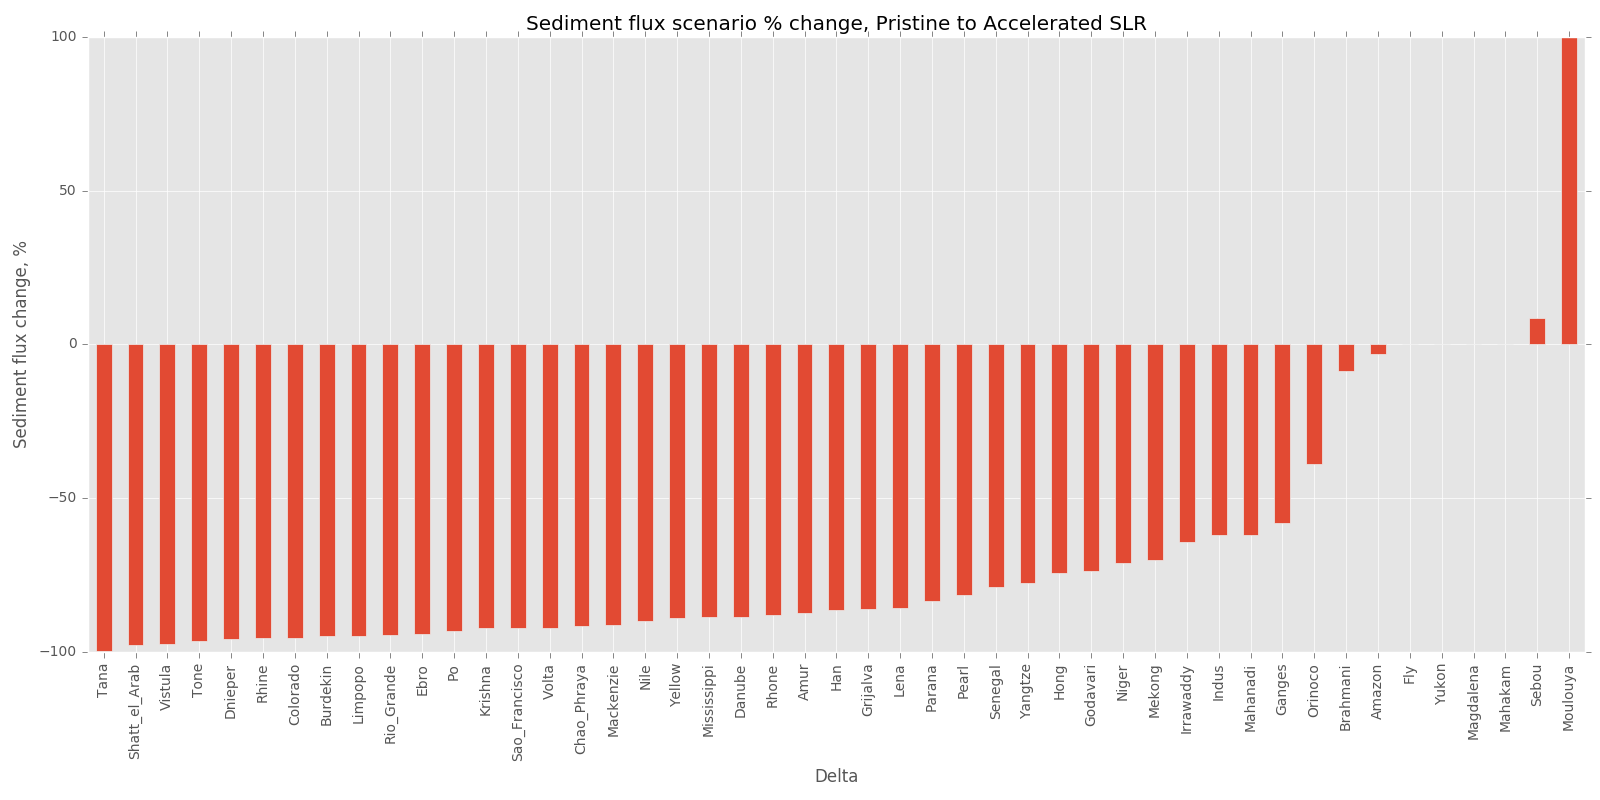 Sediment flux scenario % change, Pristine to Accelerated SLR
100
50
0
−50
−100
Sediment flux change, %
Tana
Shatt_el_Arab
Vistula
Tone
Dnieper
Rhine
Colorado
Burdekin
Limpopo
Rio_Grande
Ebro
Po
Krishna
Sao_Francisco
Volta
Chao_Phraya
Mackenzie
Nile
Yellow
Mississippi
Danube
Rhone
Amur
Han
Grijalva
Lena
Parana
Pearl
Senegal
Yangtze
Hong
Godavari
Niger
Mekong
Irrawaddy
Indus
Mahanadi
Ganges
Orinoco
Brahmani
Amazon
Fly
Yukon
Magdalena
Mahakam
Sebou
Moulouya
Delta